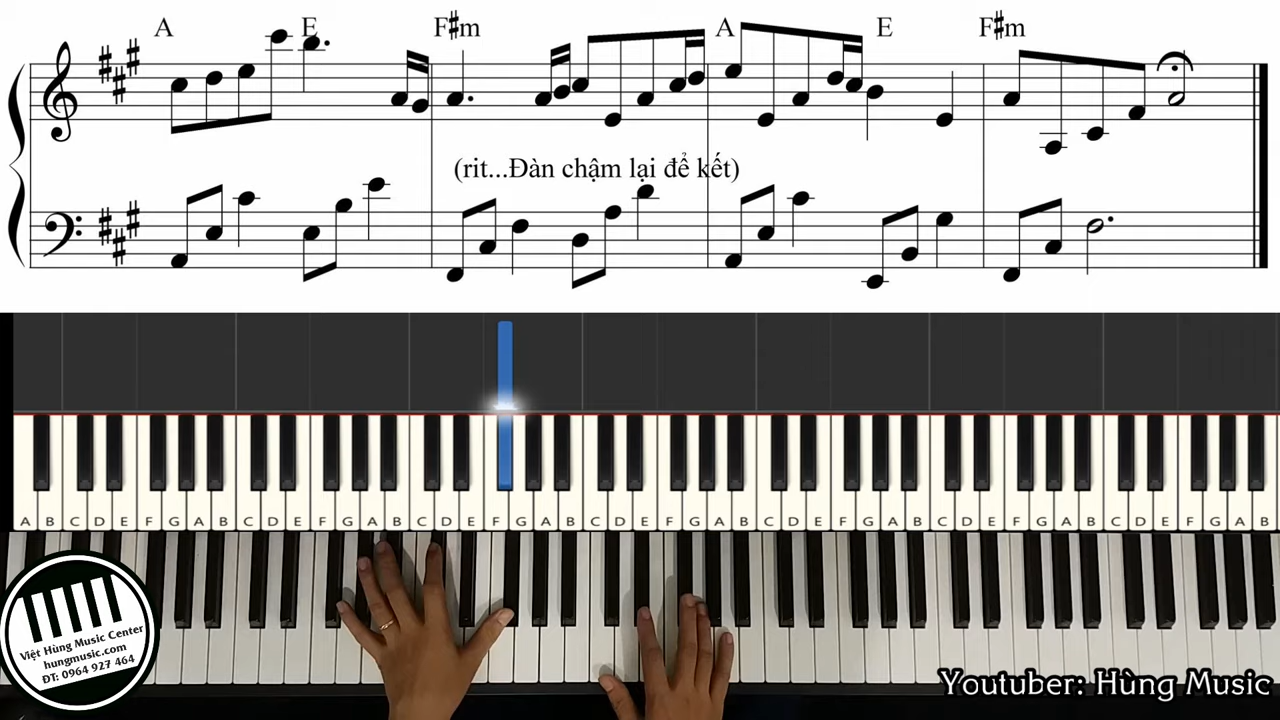 A E F#m A E F#m
(rit...Đàn chậm lại để kết)
A B C D E F G A B C D E F G A B C D E F G A B C D E F G A B C D E F G A B C D E F G A B C D E F G A B
Việt Hùng Music Center
hungmusic.com
ĐT: 0964 927 464
Youtuber: Hùng Music